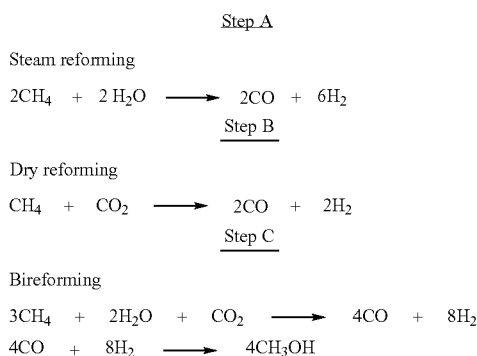 Step A
Steam reforming
2CH₄ + 2 H₂O ⟶ 2CO + 6H₂
Step B
Dry reforming
CH₄ + CO₂ ⟶ 2CO + 2H₂
Step C
Bireforming
3CH₄ + 2H₂O + CO₂ ⟶ 4CO + 8H₂
4CO + 8H₂ ⟶ 4CH₃OH